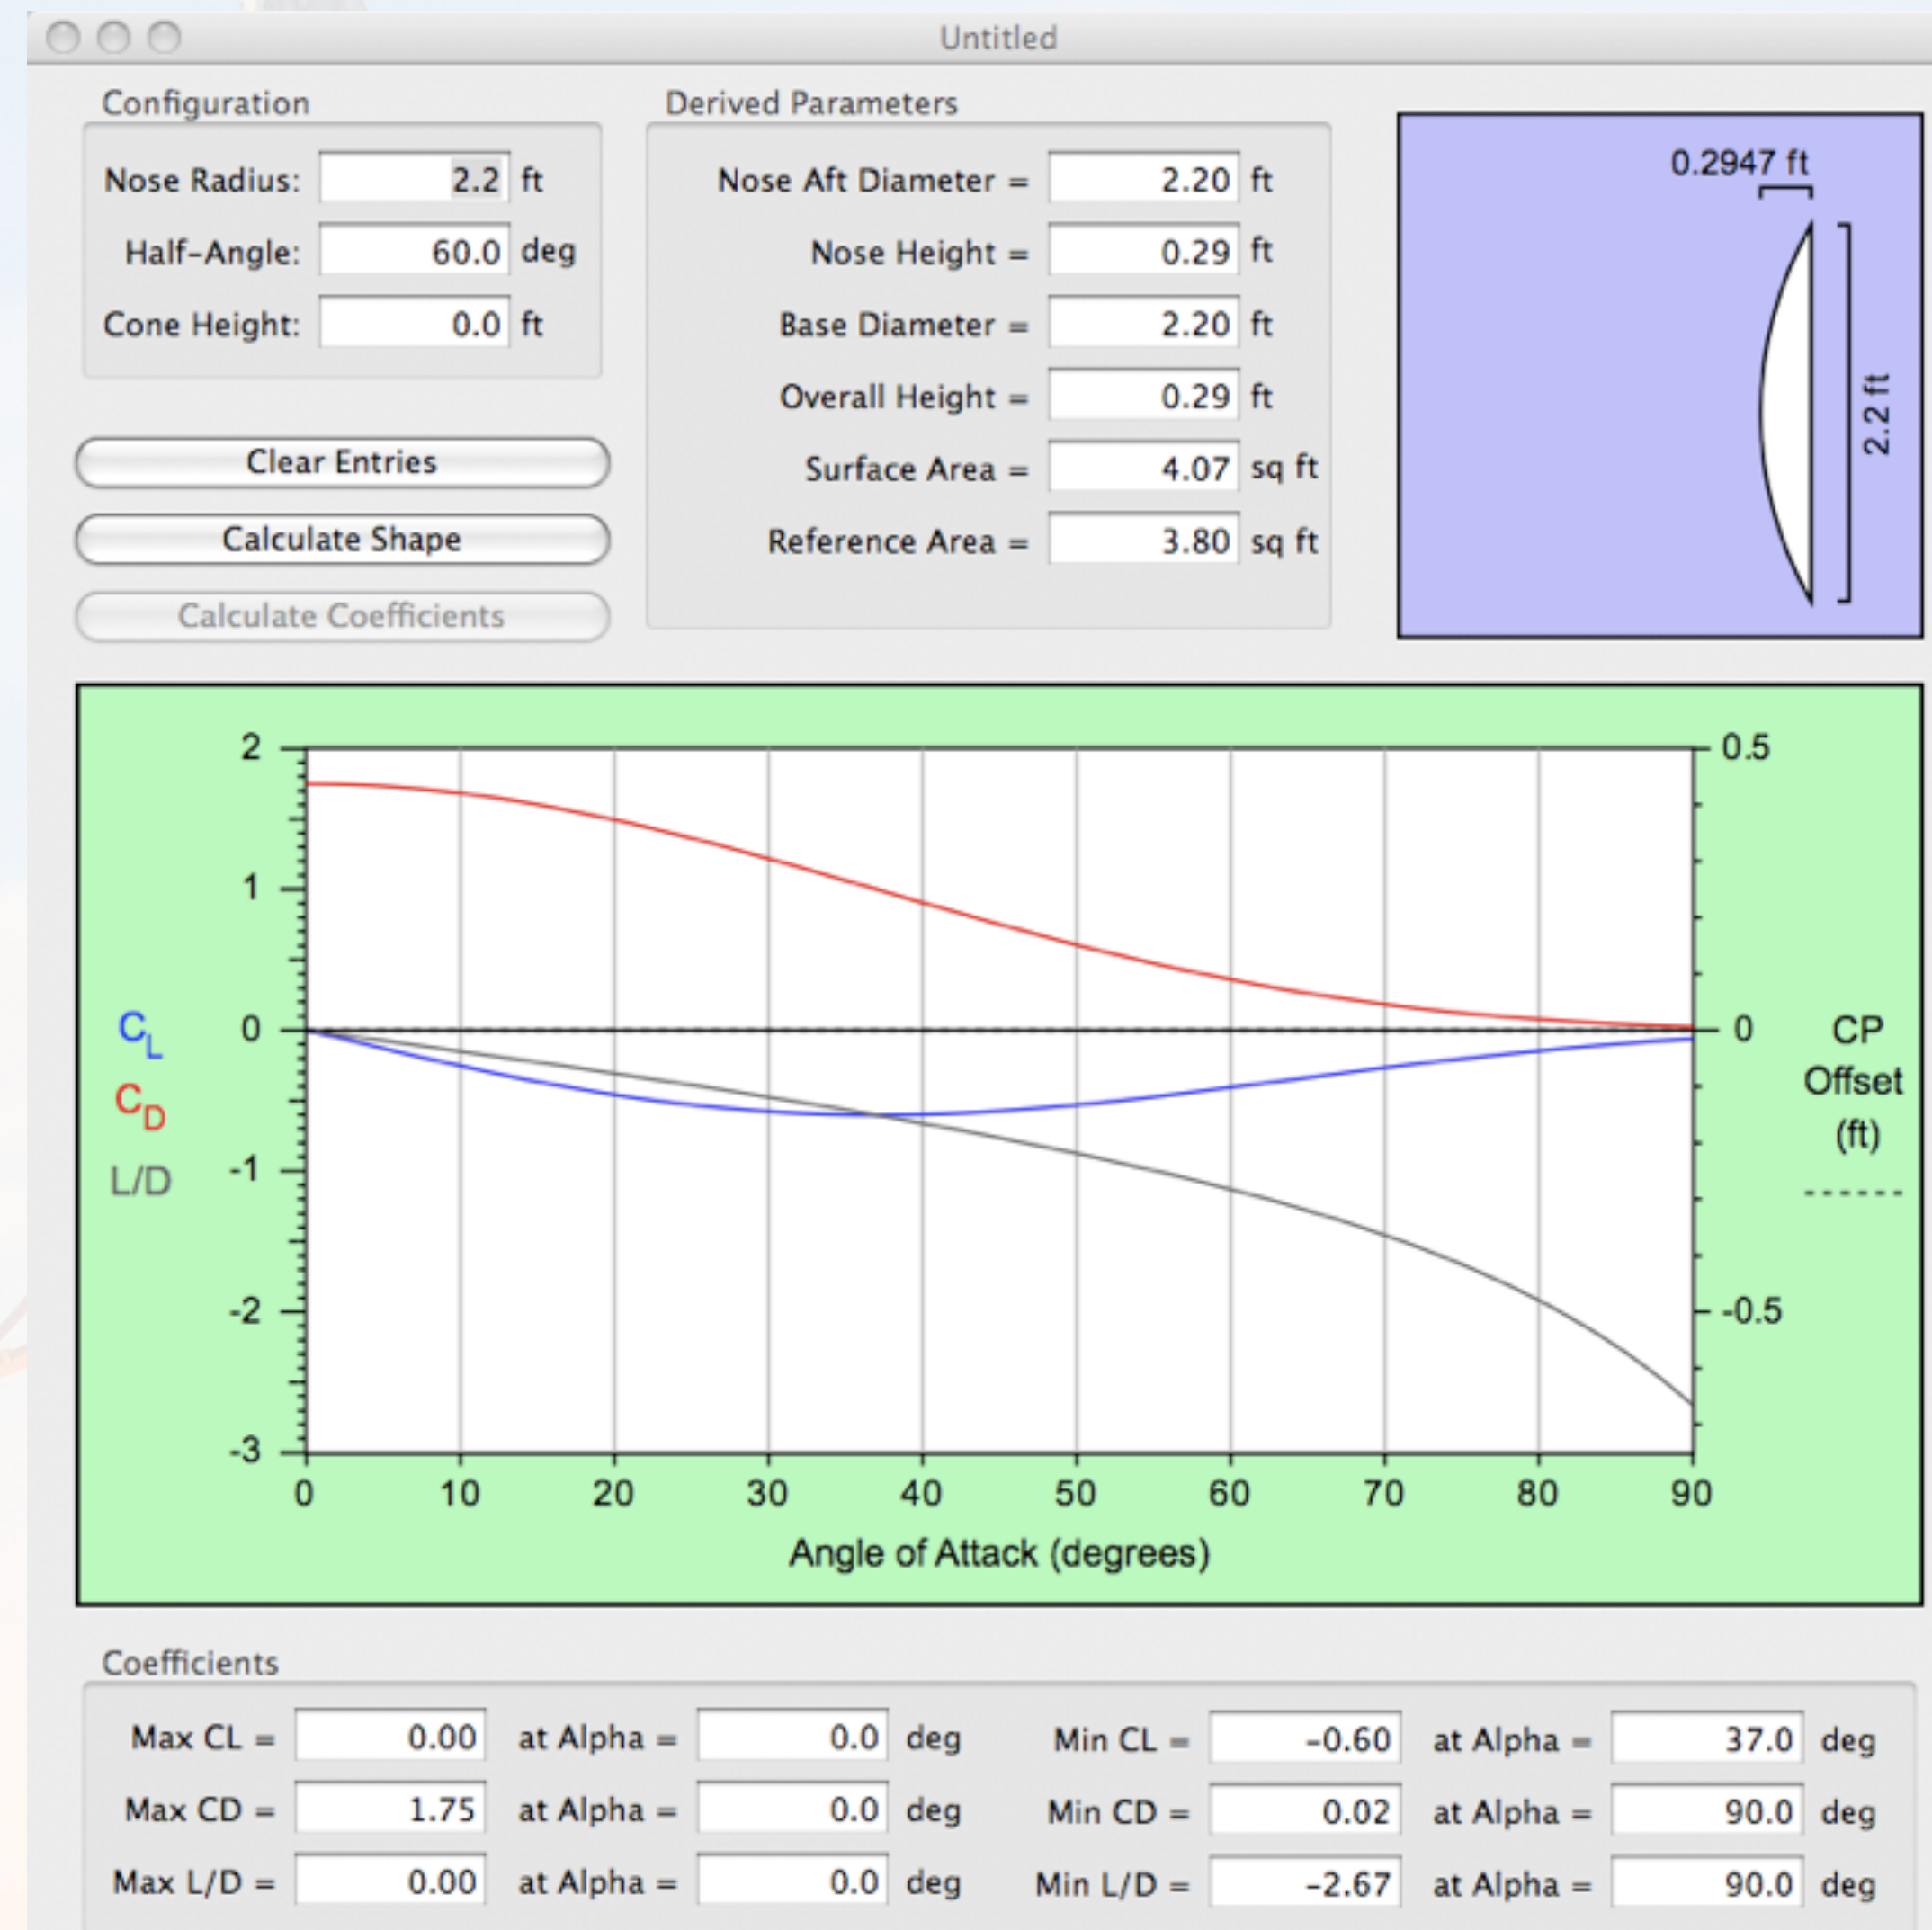 Untitled
Configuration
Nose Radius: 2.2 ft
Half-Angle: 60.0 deg
Cone Height: 0.0 ft
Clear Entries
Calculate Shape
Calculate Coefficients
Derived Parameters
Nose Aft Diameter = 2.20 ft
Nose Height = 0.29 ft
Base Diameter = 2.20 ft
Overall Height = 0.29 ft
Surface Area = 4.07 sq ft
Reference Area = 3.80 sq ft
0.2947 ft
2.2 ft
CL
CD
L/D
2
1
0
-1
-2
-3
0 10 20 30 40 50 60 70 80 90
Angle of Attack (degrees)
0.5
0
-0.5
CP
Offset
(ft)
Coefficients
Max CL = 0.00 at Alpha = 0.0 deg Min CL = -0.60 at Alpha = 37.0 deg
Max CD = 1.75 at Alpha = 0.0 deg Min CD = 0.02 at Alpha = 90.0 deg
Max L/D = 0.00 at Alpha = 0.0 deg Min L/D = -2.67 at Alpha = 90.0 deg